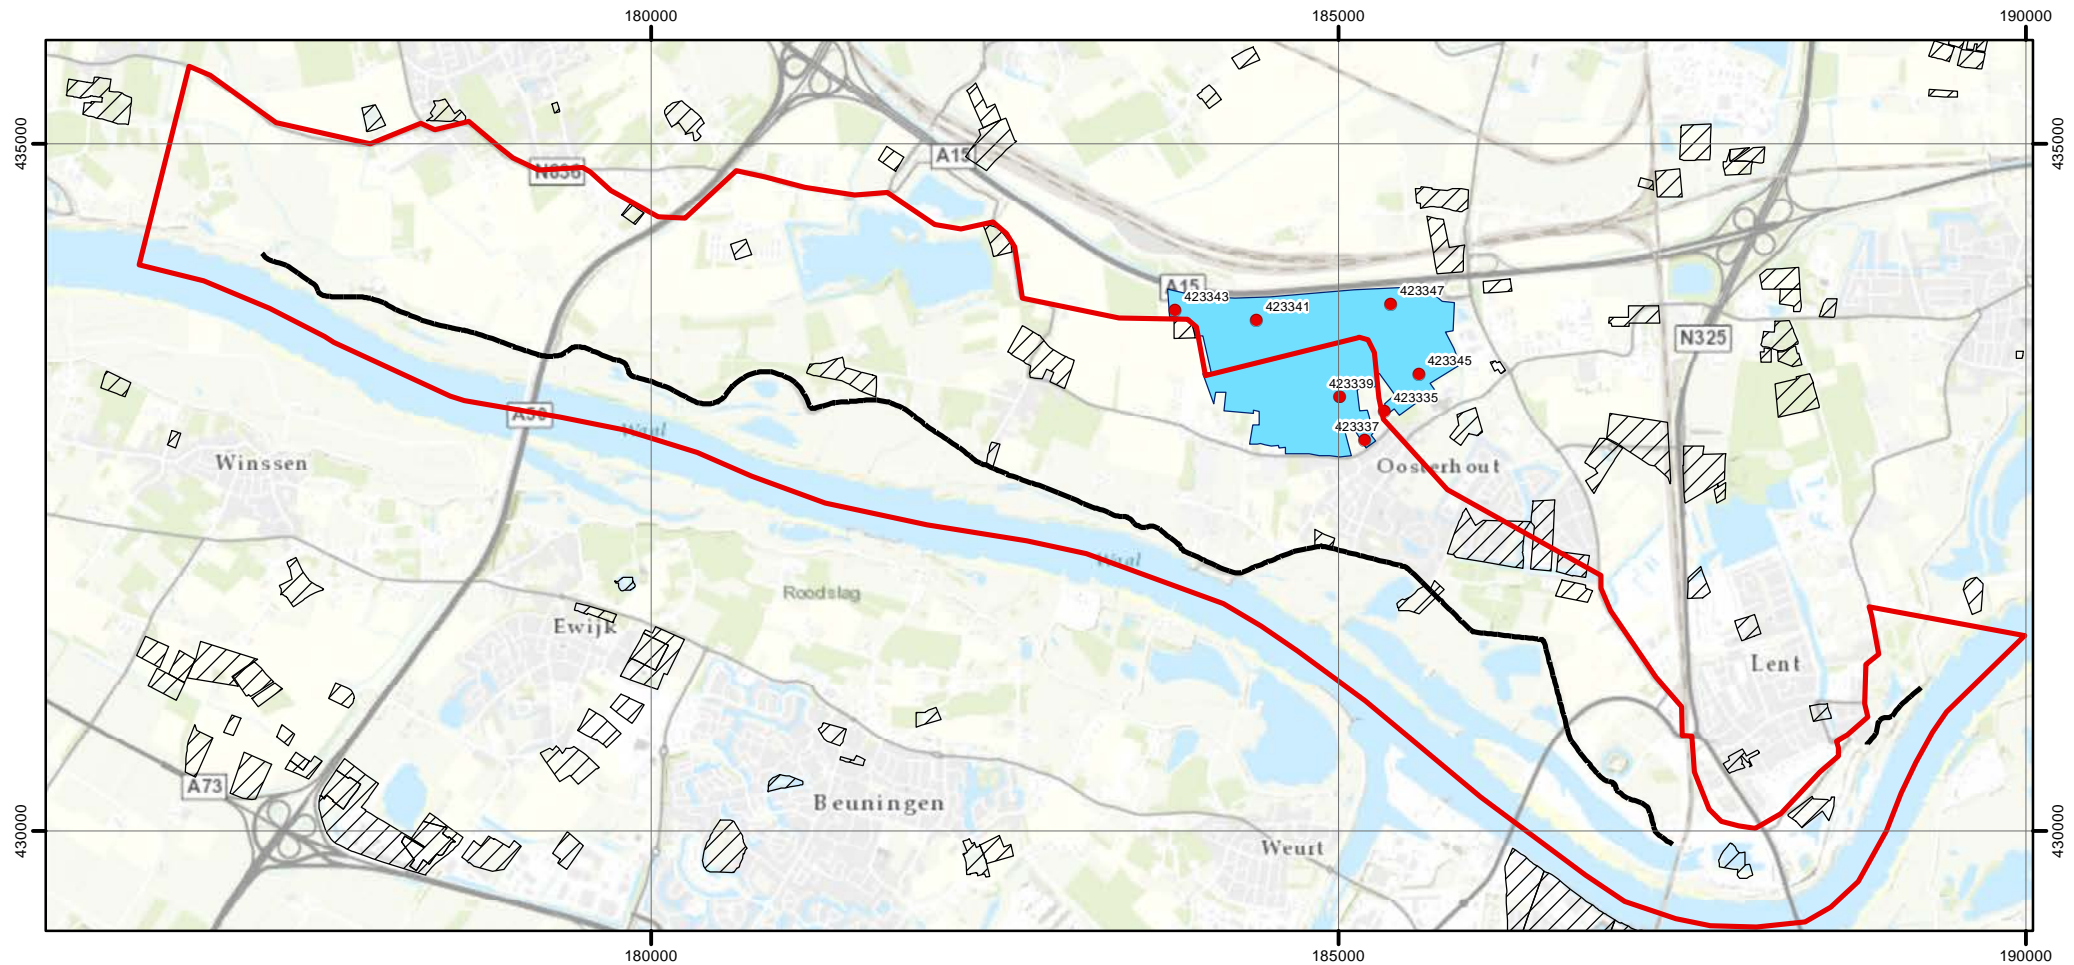 180000
185000
190000
435000
435000
A15
N836
A15
423343
423341
423347
N325
423345
423339
423335
A50
Waal
423337
Winssen
Oosterhout
Waal
Roodslag
Ewijk
Lent
A73
Beuningen
430000
430000
Weurt
180000
185000
190000